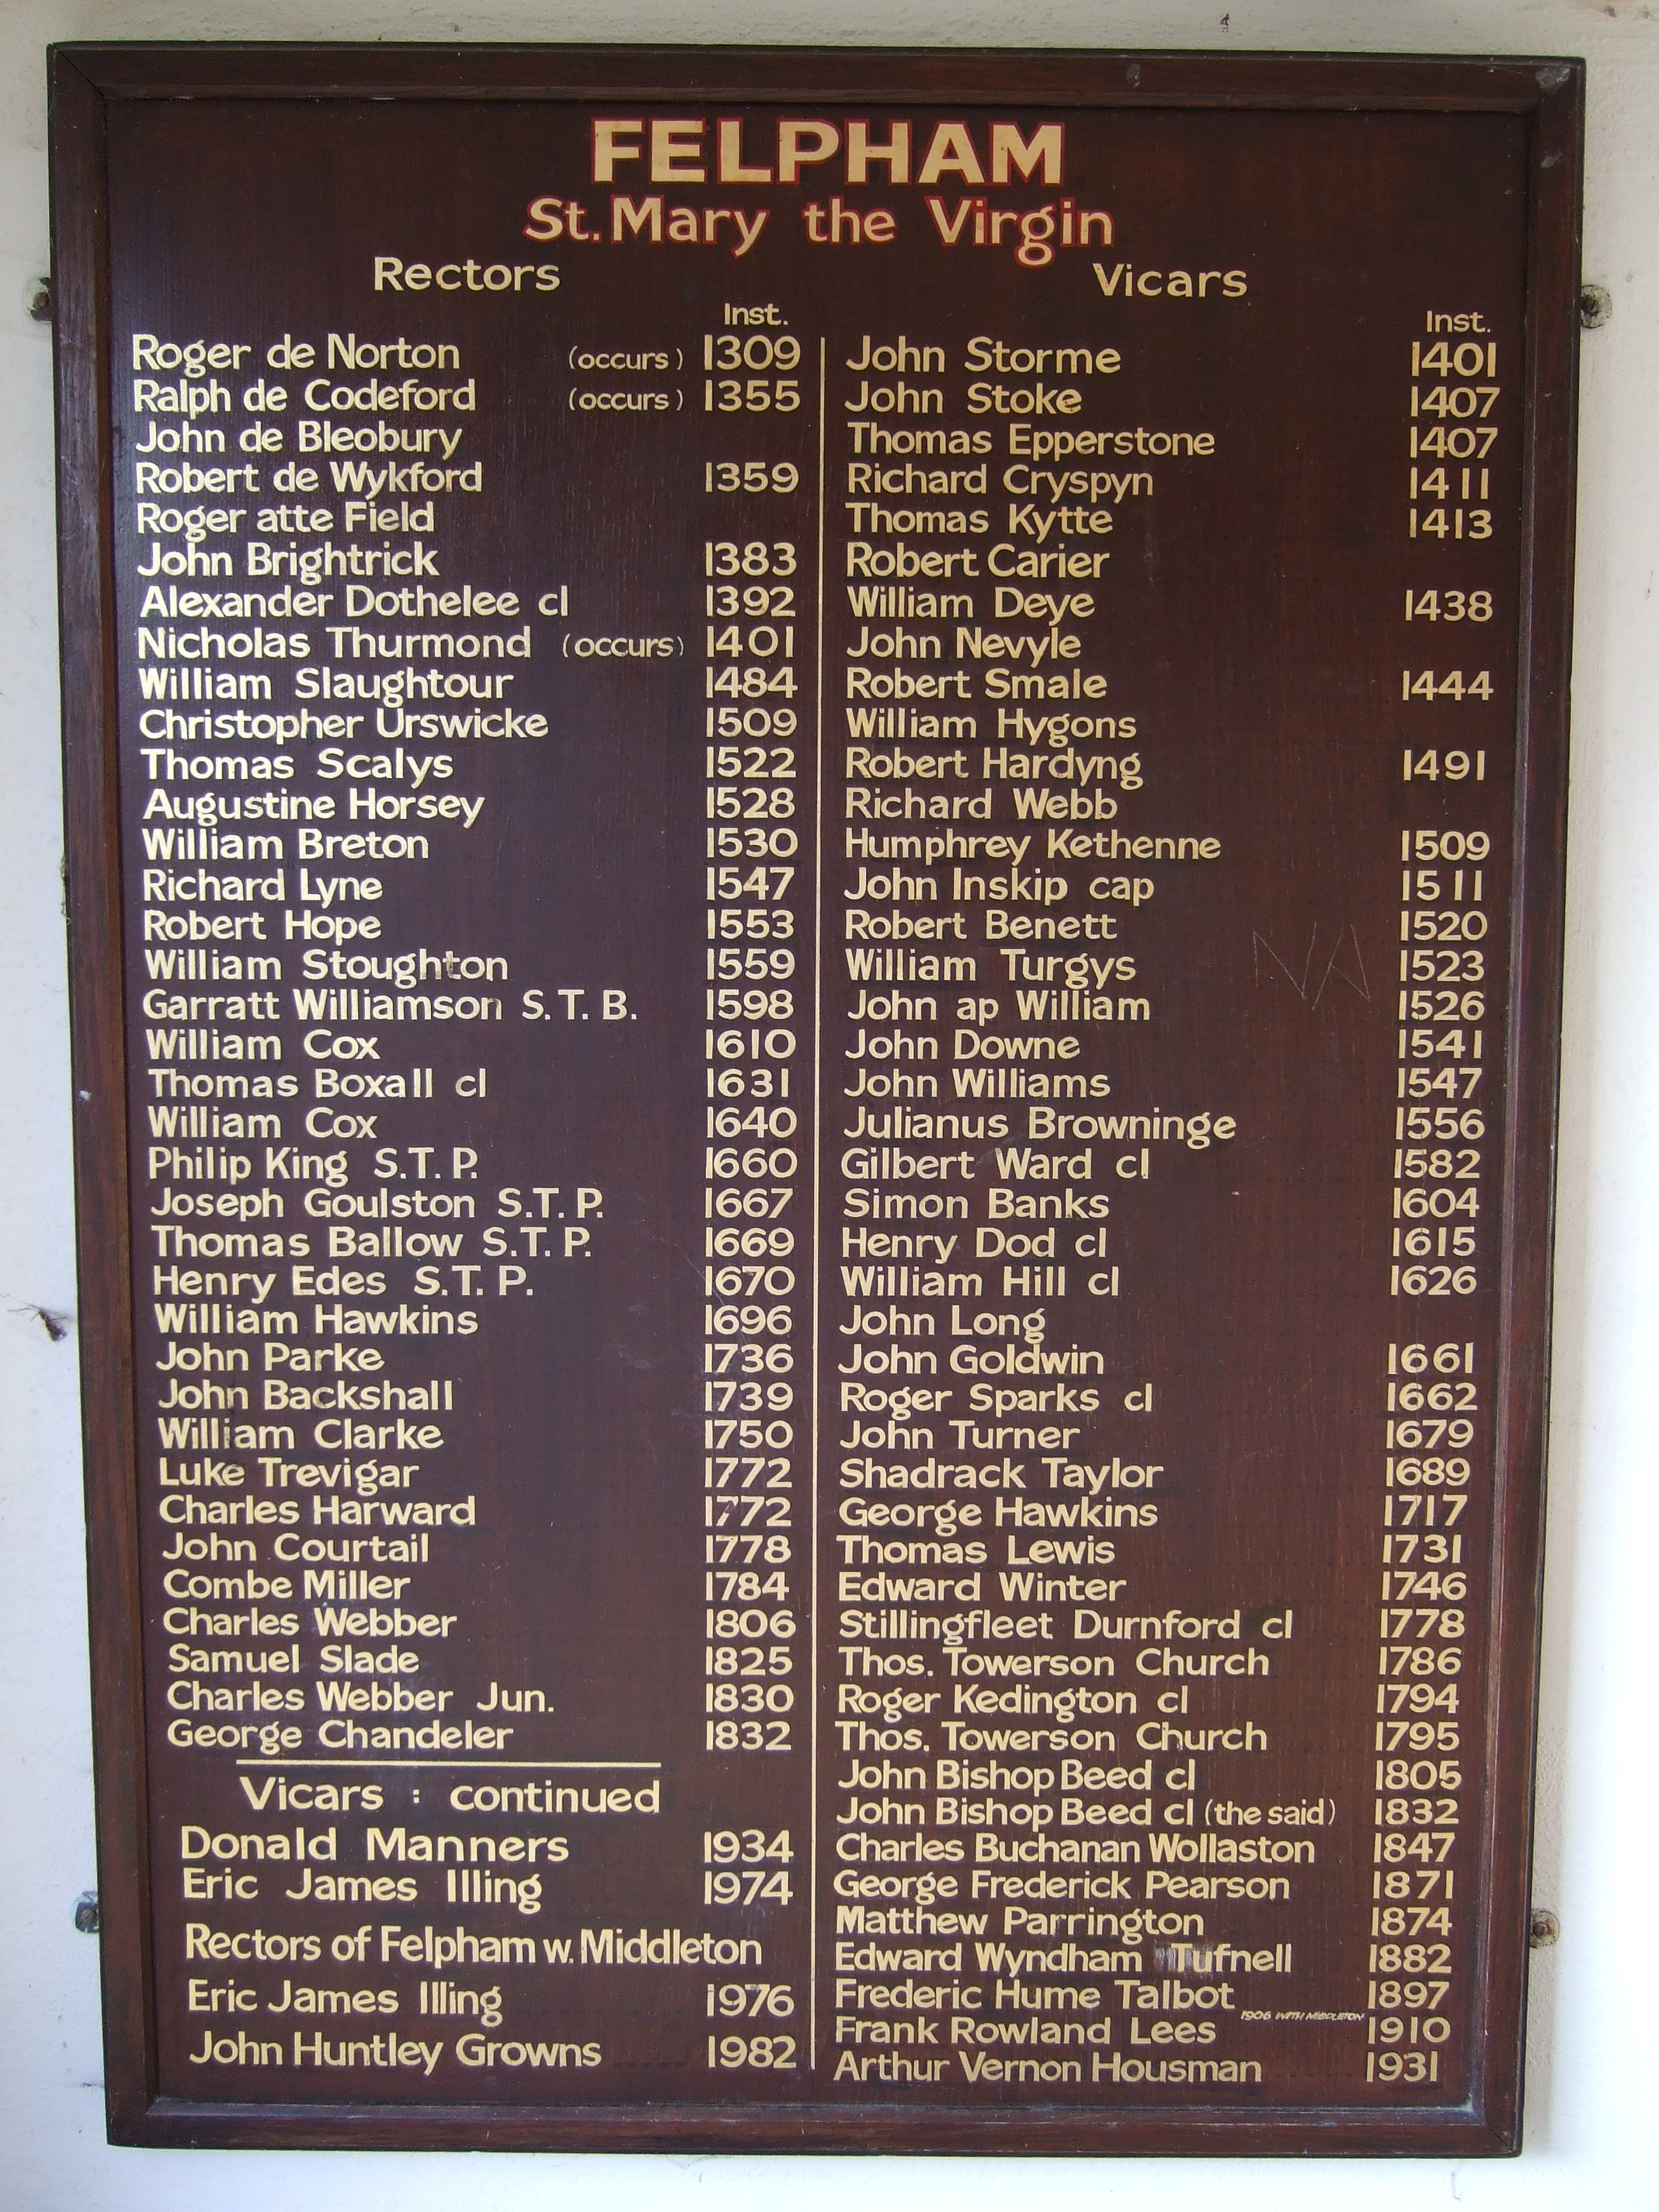 FELPHAM
St. Mary the Virgin
Rectors
Inst.
Roger de Norton (occurs) 1309
Ralph de Codeford (occurs) 1355
John de Bleobury
Robert de Wykford 1359
Roger atte Field
John Brightrick 1383
Alexander Dothelee cl 1392
Nicholas Thurmond (occurs) 1401
William Slaughtour 1484
Christopher Urswicke 1509
Thomas Scalys 1522
Augustine Horsey 1528
William Breton 1530
Richard Lyne 1547
Robert Hope 1553
William Stoughton 1559
Garratt Williamson S.T.B. 1598
William Cox 1610
Thomas Boxall cl 1631
William Cox 1640
Philip King S.T.P. 1660
Joseph Goulston S.T.P. 1667
Thomas Ballow S.T.P. 1669
Henry Edes S.T.P. 1670
William Hawkins 1696
John Parke 1736
John Backshall 1739
William Clarke 1750
Luke Trevigar 1772
Charles Harward 1772
John Courtail 1778
Combe Miller 1784
Charles Webber 1806
Samuel Slade 1825
Charles Webber Jun. 1830
George Chandeler 1832
Vicars : continued
Donald Manners 1934
Eric James Illing 1974
Rectors of Felpham w. Middleton
Eric James Illing 1976
John Huntley Growns 1982
Vicars
Inst.
John Storme 1401
John Stoke 1407
Thomas Epperstone 1407
Richard Cryspyn 1411
Thomas Kytte 1413
Robert Carier
William Deye 1438
John Nevyle
Robert Smale 1444
William Hygons
Robert Hardyng 1491
Richard Webb
Humphrey Kethenne 1509
John Inskip cap 1511
Robert Benett 1520
William Turgys 1523
NA
John ap William 1526
John Downe 1541
John Williams 1547
Julianus Browninge 1556
Gilbert Ward cl 1582
Simon Banks 1604
Henry Dod cl 1615
William Hill cl 1626
John Long
John Goldwin 1661
Roger Sparks cl 1662
John Turner 1679
Shadrack Taylor 1689
George Hawkins 1717
Thomas Lewis 1731
Edward Winter 1746
Stillingfleet Durnford cl 1778
Thos. Towerson Church 1786
Roger Kedington cl 1794
Thos. Towerson Church 1795
John Bishop Beed cl 1805
John Bishop Beed cl (the said) 1832
Charles Buchanan Wollaston 1847
George Frederick Pearson 1871
Matthew Parrington 1874
Edward Wyndham Tufnell 1882
Frederic Hume Talbot 1897
1906 WITH MIDDLETON
Frank Rowland Lees 1910
Arthur Vernon Housman 1931